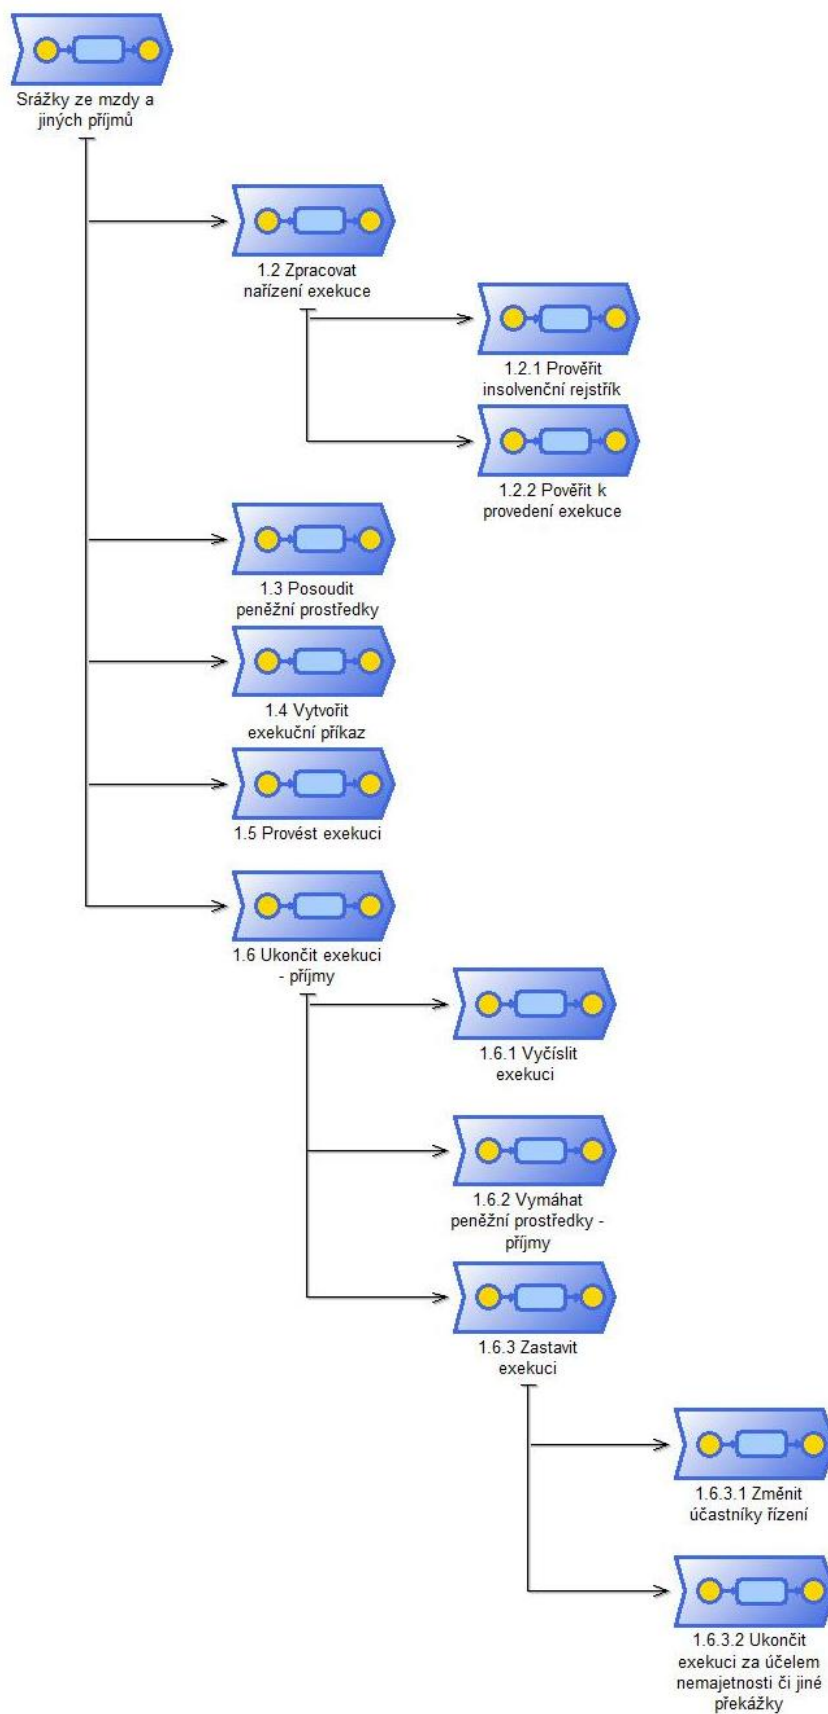 Srážky ze mzdy a
jiných příjmů
1.2 Zpracovat
nařízení exekuce
1.2.1 Prověřit
insolvenční rejstřík
1.2.2 Pověřit k
provedení exekuce
1.3 Posoudit
peněžní prostředky
1.4 Vytvořit
exekuční příkaz
1.5 Provést exekuci
1.6 Ukončit exekuci
- příjmy
1.6.1 Vyčíslit
exekuci
1.6.2 Vymáhat
peněžní prostředky -
příjmy
1.6.3 Zastavit
exekuci
1.6.3.1 Změnit
účastníky řízení
1.6.3.2 Ukončit
exekuci za účelem
nemajetnosti či jiné
překážky